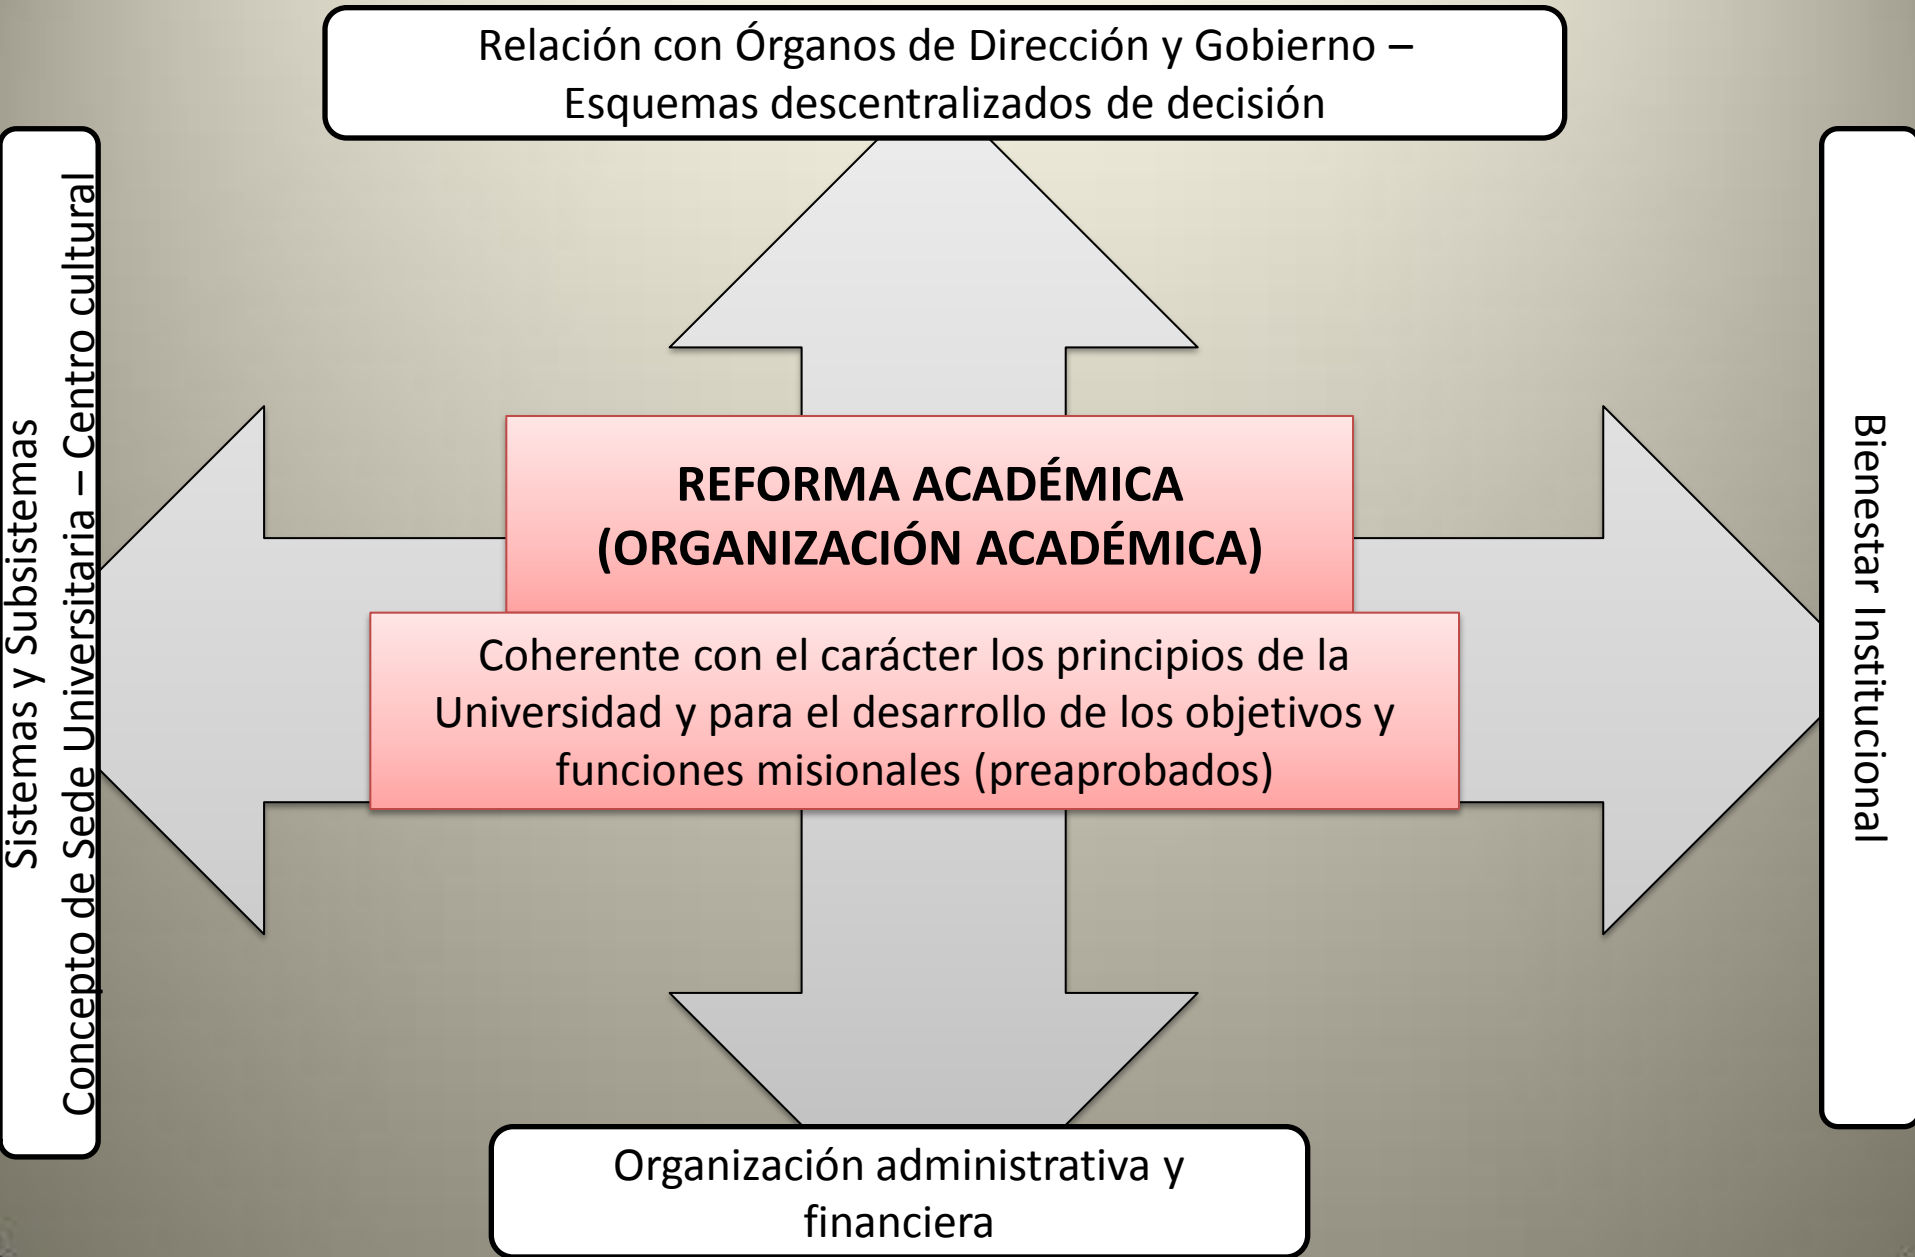 Relación con Órganos de Dirección y Gobierno –
Esquemas descentralizados de decisión
Sistemas y Subsistemas
Concepto de Sede Universitaria – Centro cultural
REFORMA ACADÉMICA
(ORGANIZACIÓN ACADÉMICA)
Coherente con el carácter los principios de la
Universidad y para el desarrollo de los objetivos y
funciones misionales (preaprobados)
Bienestar Institucional
Organización administrativa y
financiera